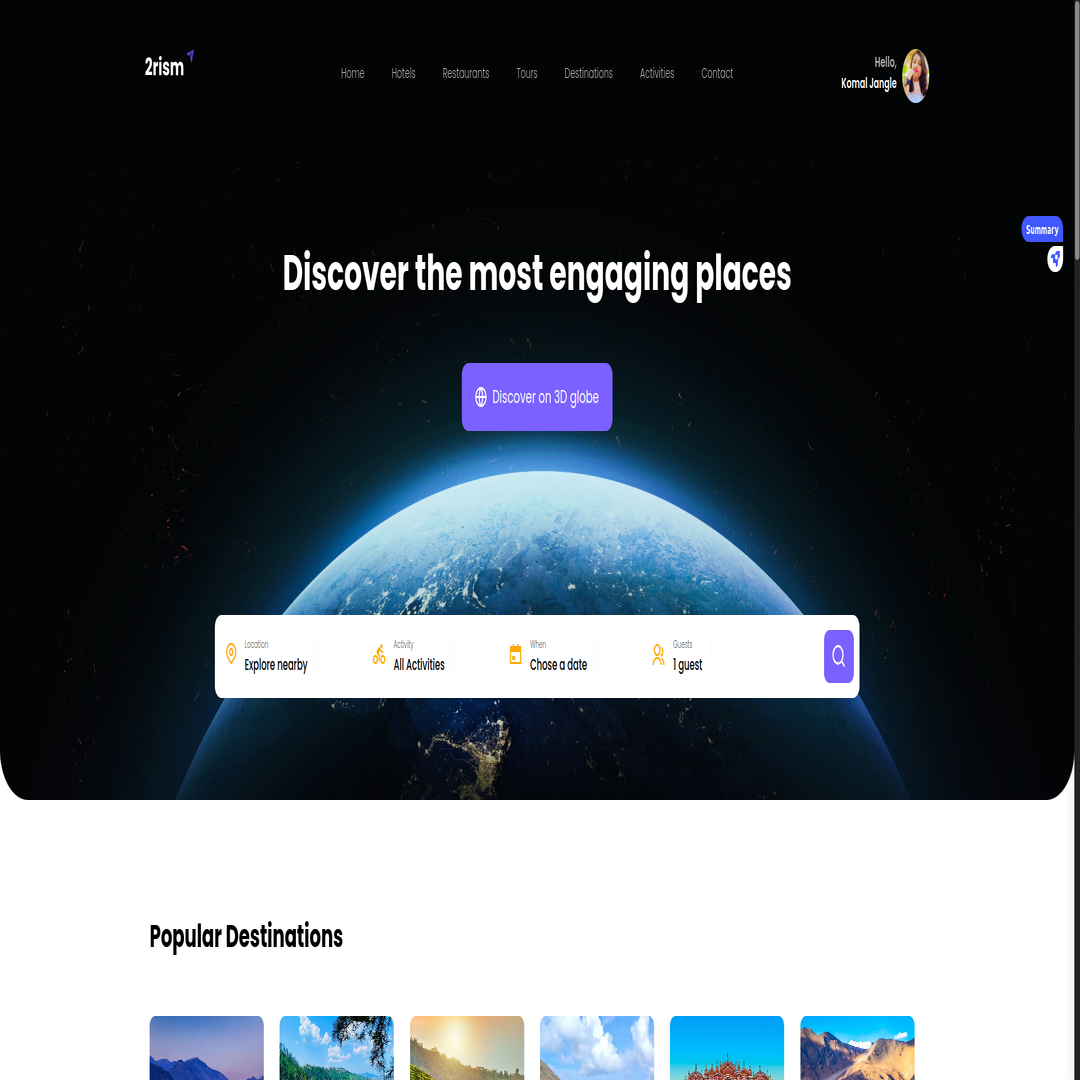 2rism
Home Hotels Restaurants Tours Destinations Activities Contact
Hello,
Komal Jangle
Summary
Discover the most engaging places
Discover on 3D globe
Location
Explore nearby
Activity
All Activities
When
Chose a date
Guests
1 guest
Popular Destinations